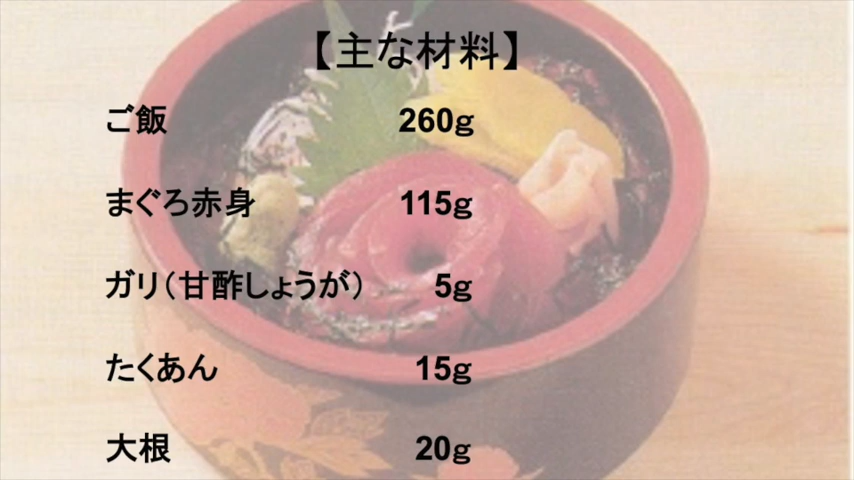 【主な材料】
ご飯 260g
まぐろ赤身 115g
ガリ（甘酢しょうが） 5g
たくあん 15g
大根 20g